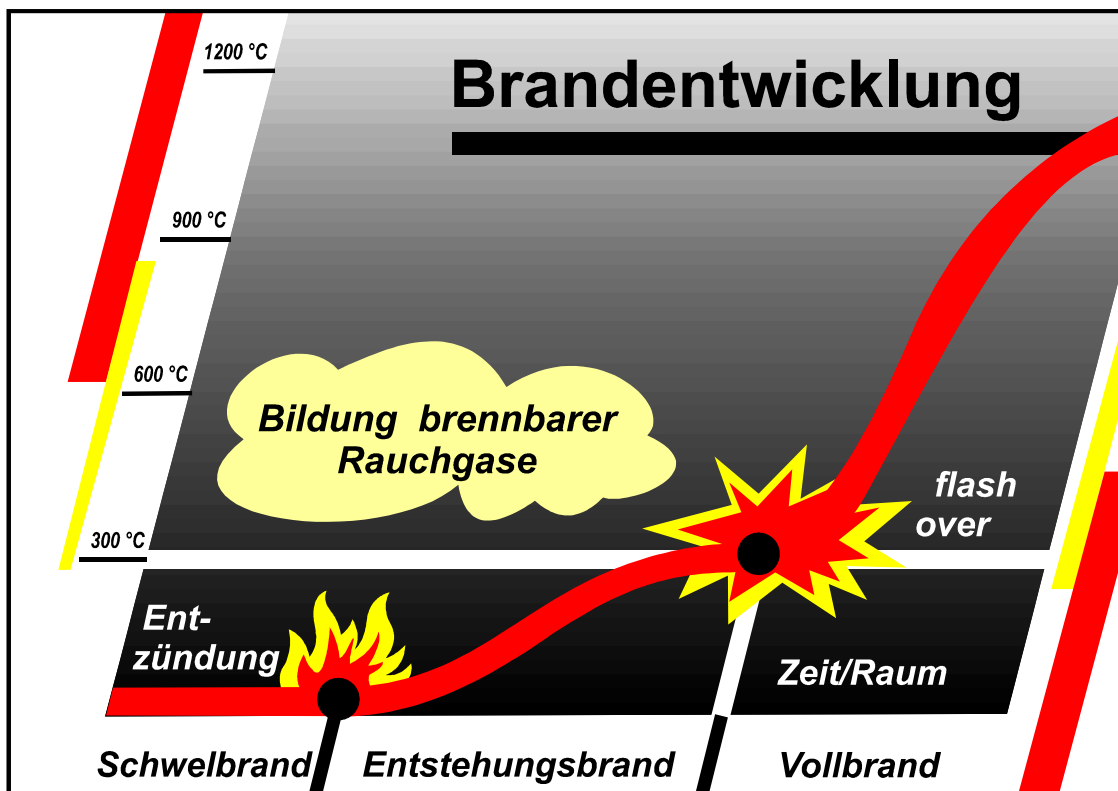 Brandentwicklung
1200 °C
900 °C
600 °C
300 °C
Bildung brennbarer
Rauchgase
flash
over
Ent-
zündung
Zeit/Raum
Schwelbrand
Entstehungsbrand
Vollbrand